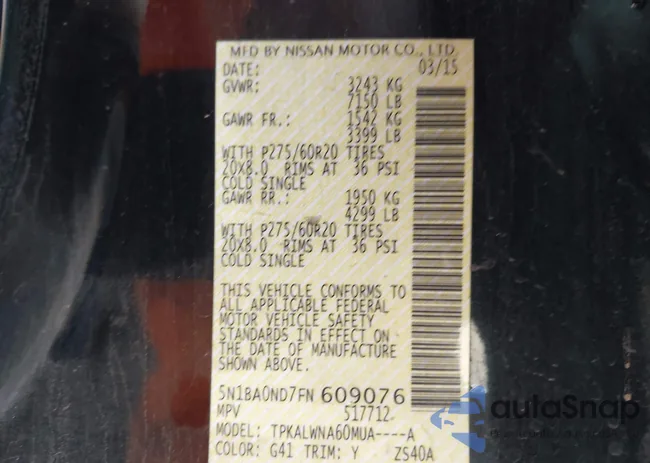 MFD BY NISSAN MOTOR CO., LTD.
DATE: 03/15
GVWR: 3243 KG
7150 LB
GAWR FR.: 1542 KG
3399 LB
WITH P275/60R20 TIRES
20X8.0 RIMS AT 36 PSI
COLD SINGLE
GAWR RR.: 1950 KG
4299 LB
WITH P275/60R20 TIRES
20X8.0 RIMS AT 36 PSI
COLD SINGLE
THIS VEHICLE CONFORMS TO
ALL APPLICABLE FEDERAL
MOTOR VEHICLE SAFETY
STANDARDS IN EFFECT ON
THE DATE OF MANUFACTURE
SHOWN ABOVE.
5N1BA0ND7FN 609076
MPV 517712
MODEL: TPKALWNA60MUA----A
COLOR: G41 TRIM: Y ZS40A
autoSnap